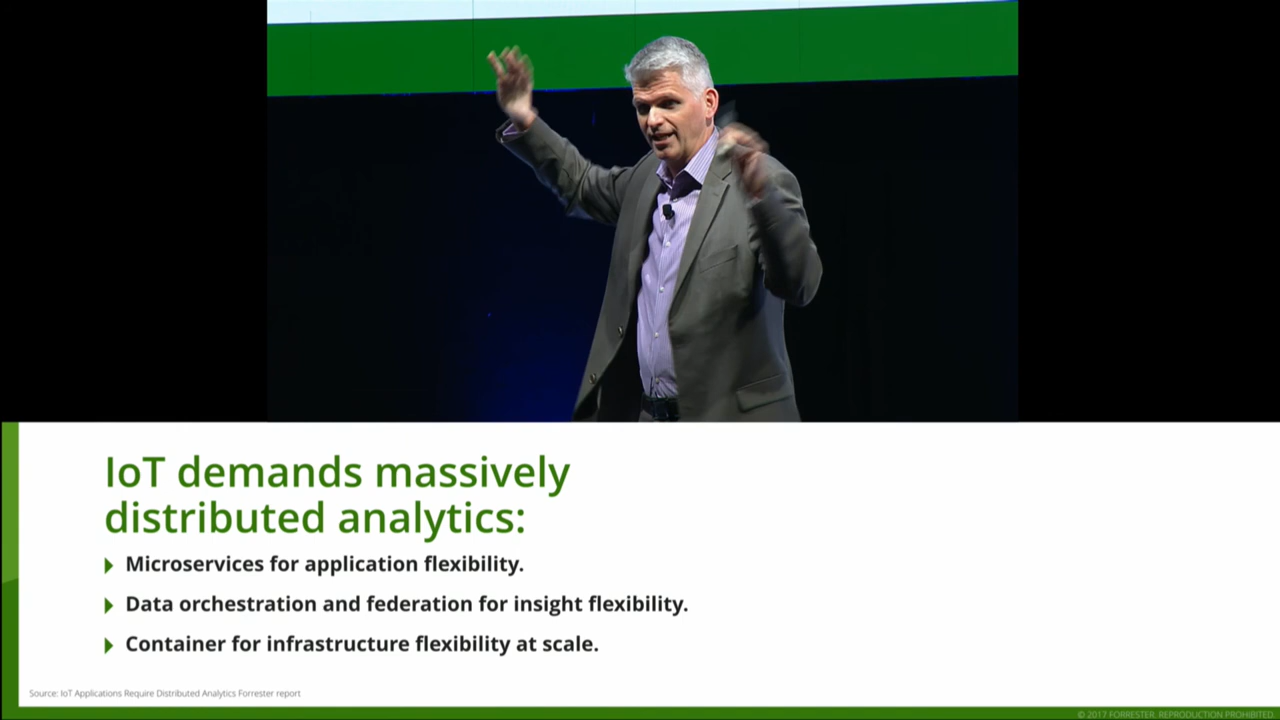 IoT demands massively
distributed analytics:
Microservices for application flexibility.
Data orchestration and federation for insight flexibility.
Container for infrastructure flexibility at scale.
Source: IoT Applications Require Distributed Analytics Forrester report
© 2017 FORRESTER. REPRODUCTION PROHIBITED.